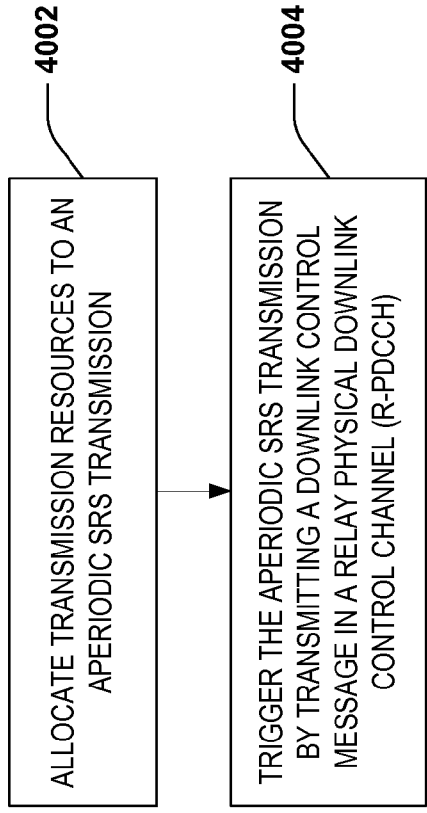 4002
ALLOCATE TRANSMISSION RESOURCES TO AN
APERIODIC SRS TRANSMISSION
4004
TRIGGER THE APERIODIC SRS TRANSMISSION
BY TRANSMITTING A DOWNLINK CONTROL
MESSAGE IN A RELAY PHYSICAL DOWNLINK
CONTROL CHANNEL (R-PDCCH)